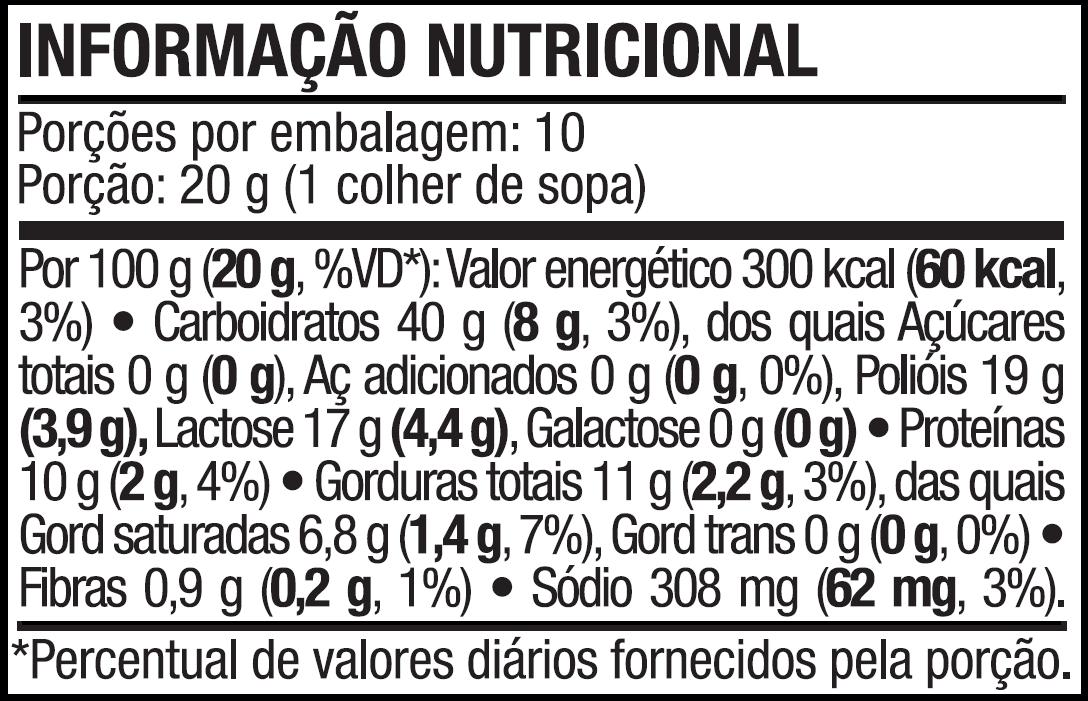 INFORMAÇÃO NUTRICIONAL
Porções por embalagem: 10
Porção: 20 g (1 colher de sopa)
Por 100 g (20 g, %VD*): Valor energético 300 kcal (60 kcal,
3%) • Carboidratos 40 g (8 g, 3%), dos quais Açúcares
totais 0 g (0 g), Aç adicionados 0 g (0 g, 0%), Polióis 19 g
(3,9 g), Lactose 17 g (4,4 g), Galactose 0 g (0 g) • Proteínas
10 g (2 g, 4%) • Gorduras totais 11 g (2,2 g, 3%), das quais
Gord saturadas 6,8 g (1,4 g, 7%), Gord trans 0 g (0 g, 0%) •
Fibras 0,9 g (0,2 g, 1%) • Sódio 308 mg (62 mg, 3%).
*Percentual de valores diários fornecidos pela porção.